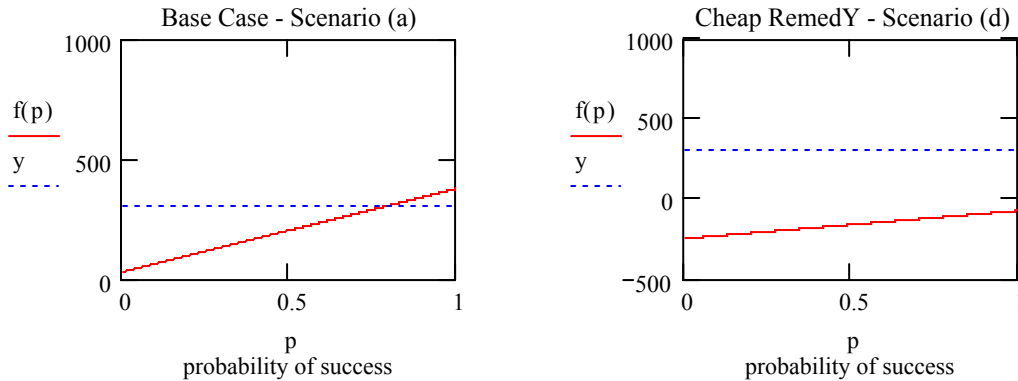 Base Case - Scenario (a)
1000
500
0
f(p)
y
0
0.5
1
p
probability of success
Cheap RemedY - Scenario (d)
1000
500
0
−500
f(p)
y
0
0.5
p
probability of success